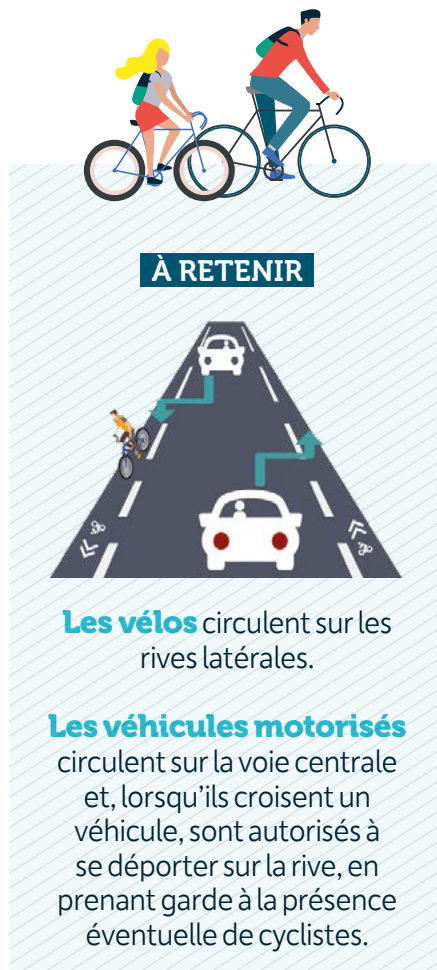 À RETENIR
Les vélos circulent sur les
rives latérales.
Les véhicules motorisés
circulent sur la voie centrale
et, lorsqu’ils croisent un
véhicule, sont autorisés à
se déporter sur la rive, en
prenant garde à la présence
éventuelle de cyclistes.